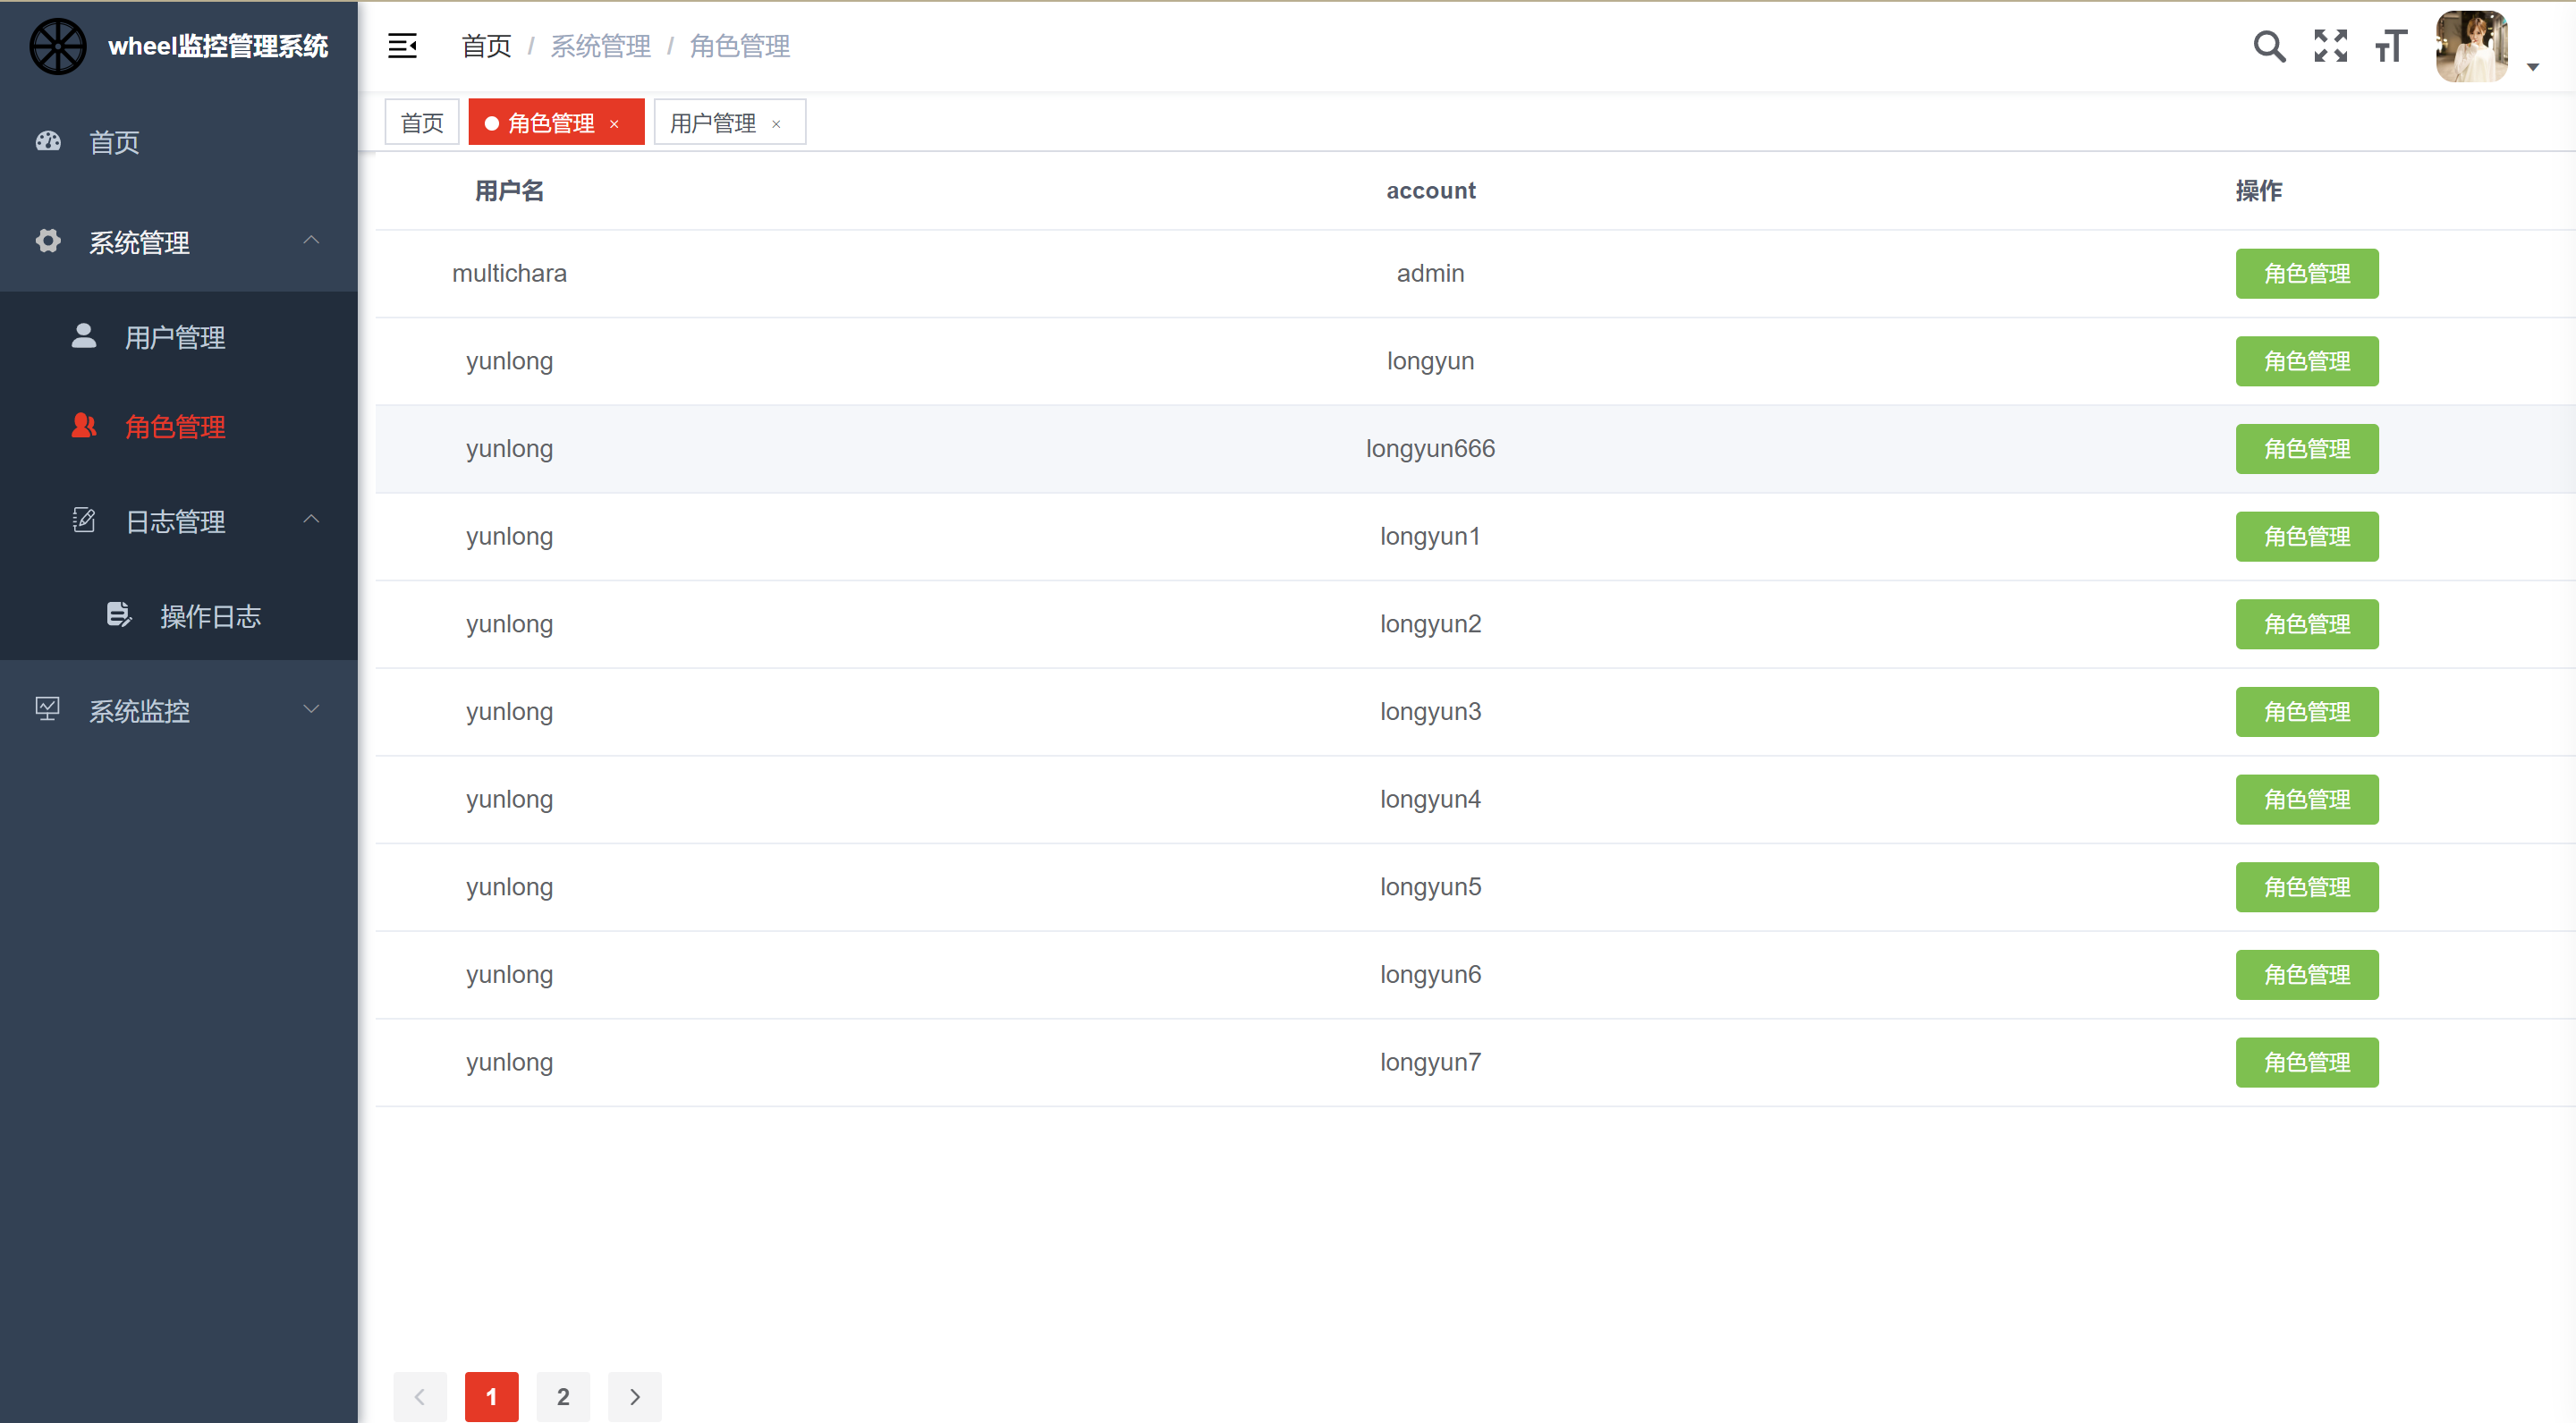 wheel监控管理系统
首页
系统管理
用户管理
角色管理
日志管理
操作日志
系统监控
首页 / 系统管理 / 角色管理
首页 角色管理 × 用户管理 ×
用户名 account 操作
multichara admin 角色管理
yunlong longyun 角色管理
yunlong longyun666 角色管理
yunlong longyun1 角色管理
yunlong longyun2 角色管理
yunlong longyun3 角色管理
yunlong longyun4 角色管理
yunlong longyun5 角色管理
yunlong longyun6 角色管理
yunlong longyun7 角色管理
1 2